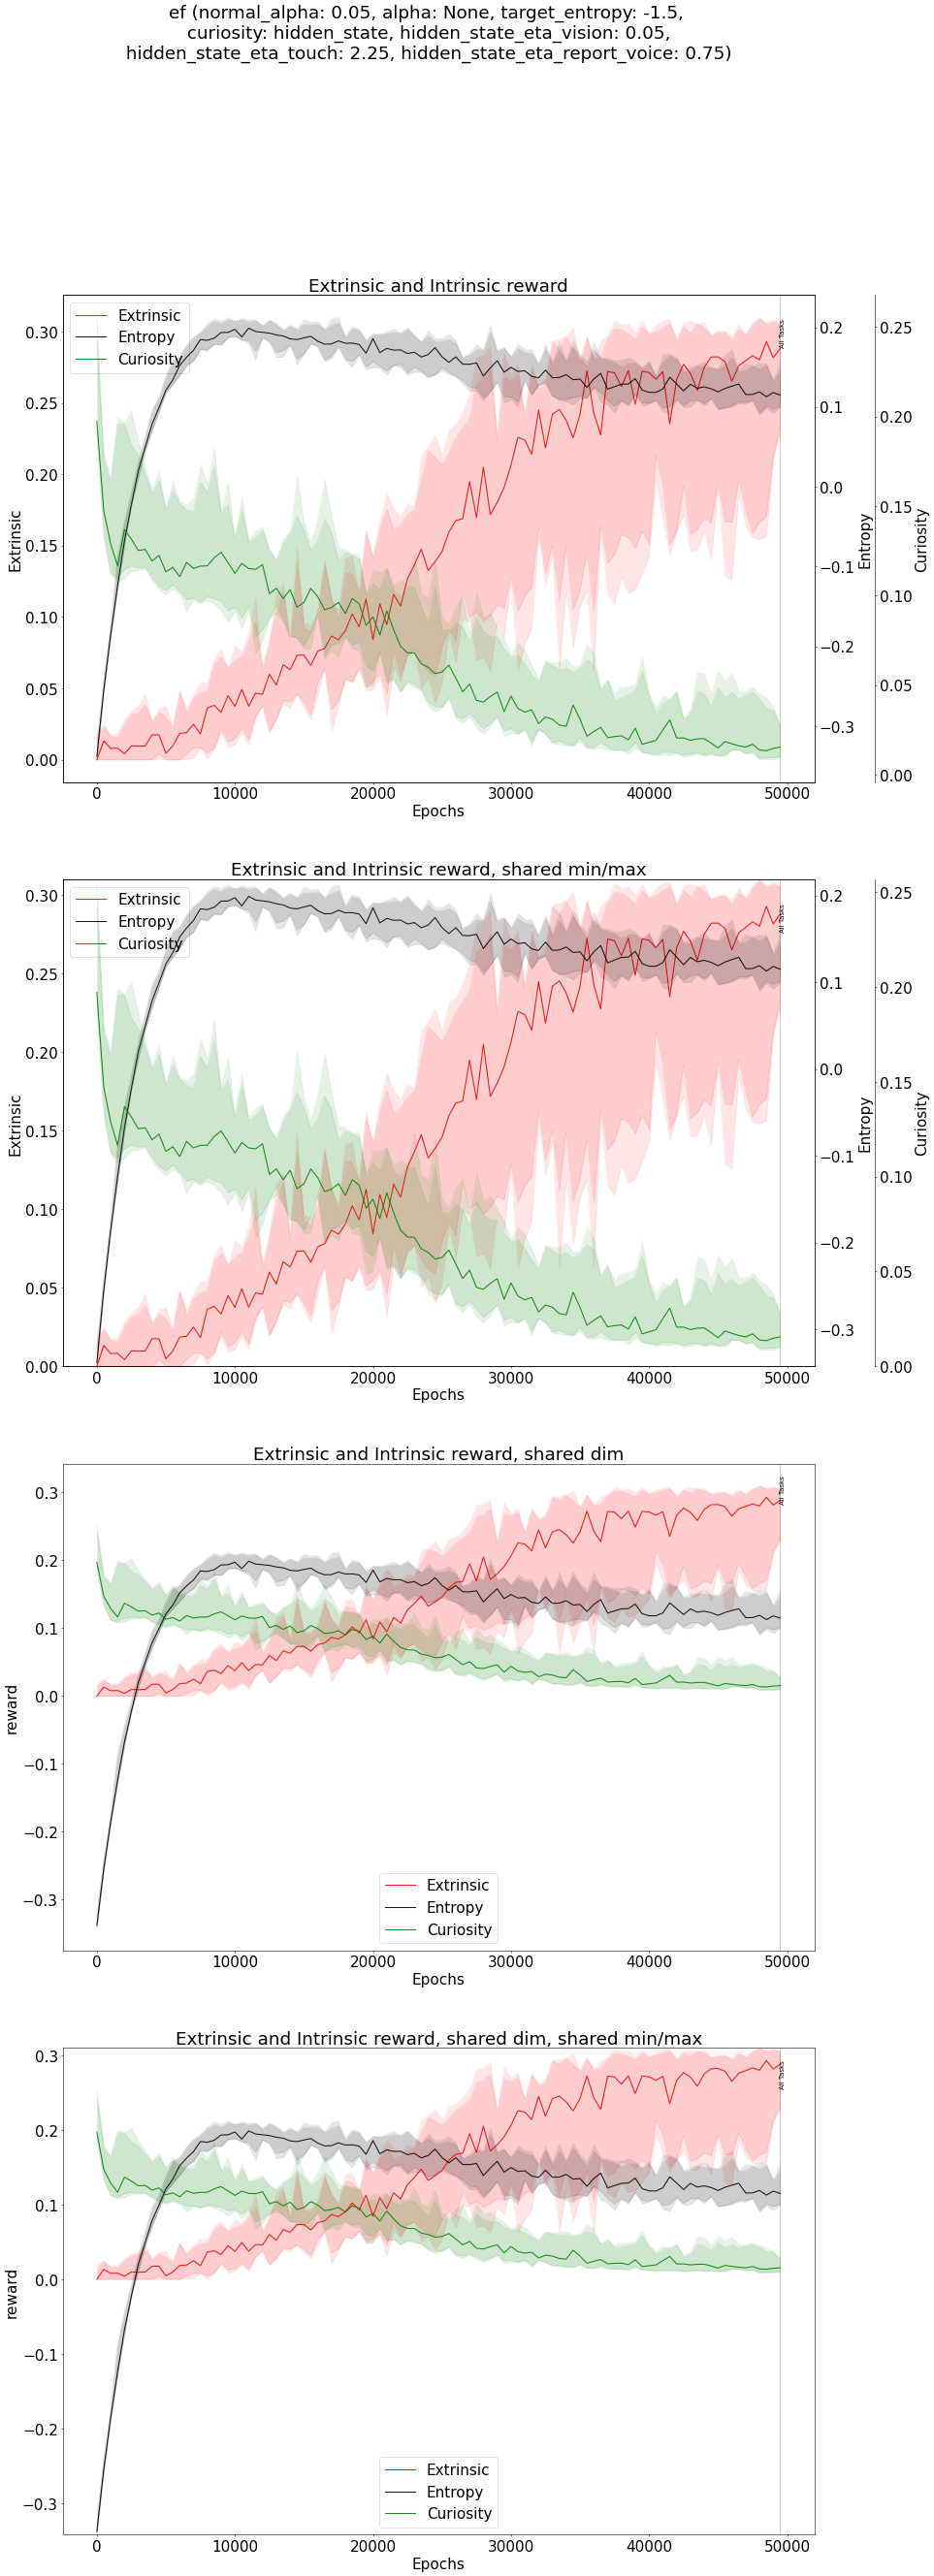 ef (normal_alpha: 0.05, alpha: None, target_entropy: -1.5,
curiosity: hidden_state, hidden_state_eta_vision: 0.05,
hidden_state_eta_touch: 2.25, hidden_state_eta_report_voice: 0.75)
Extrinsic and Intrinsic reward
Extrinsic
Entropy
Curiosity
All Tasks
0.30
0.25
0.20
0.15
0.10
0.05
0.00
Extrinsic
0.2
0.1
0.0
−0.1
−0.2
−0.3
Entropy
0.25
0.20
0.15
0.10
0.05
0.00
Curiosity
0 10000 20000 30000 40000 50000
Epochs
Extrinsic and Intrinsic reward, shared min/max
Extrinsic
Entropy
Curiosity
All Tasks
0.30
0.25
0.20
0.15
0.10
0.05
0.00
Extrinsic
0.2
0.1
0.0
−0.1
−0.2
−0.3
Entropy
0.25
0.20
0.15
0.10
0.05
0.00
Curiosity
0 10000 20000 30000 40000 50000
Epochs
Extrinsic and Intrinsic reward, shared dim
All Tasks
0.3
0.2
0.1
0.0
−0.1
−0.2
−0.3
reward
Extrinsic
Entropy
Curiosity
0 10000 20000 30000 40000 50000
Epochs
Extrinsic and Intrinsic reward, shared dim, shared min/max
All Tasks
0.3
0.2
0.1
0.0
−0.1
−0.2
−0.3
reward
Extrinsic
Entropy
Curiosity
0 10000 20000 30000 40000 50000
Epochs